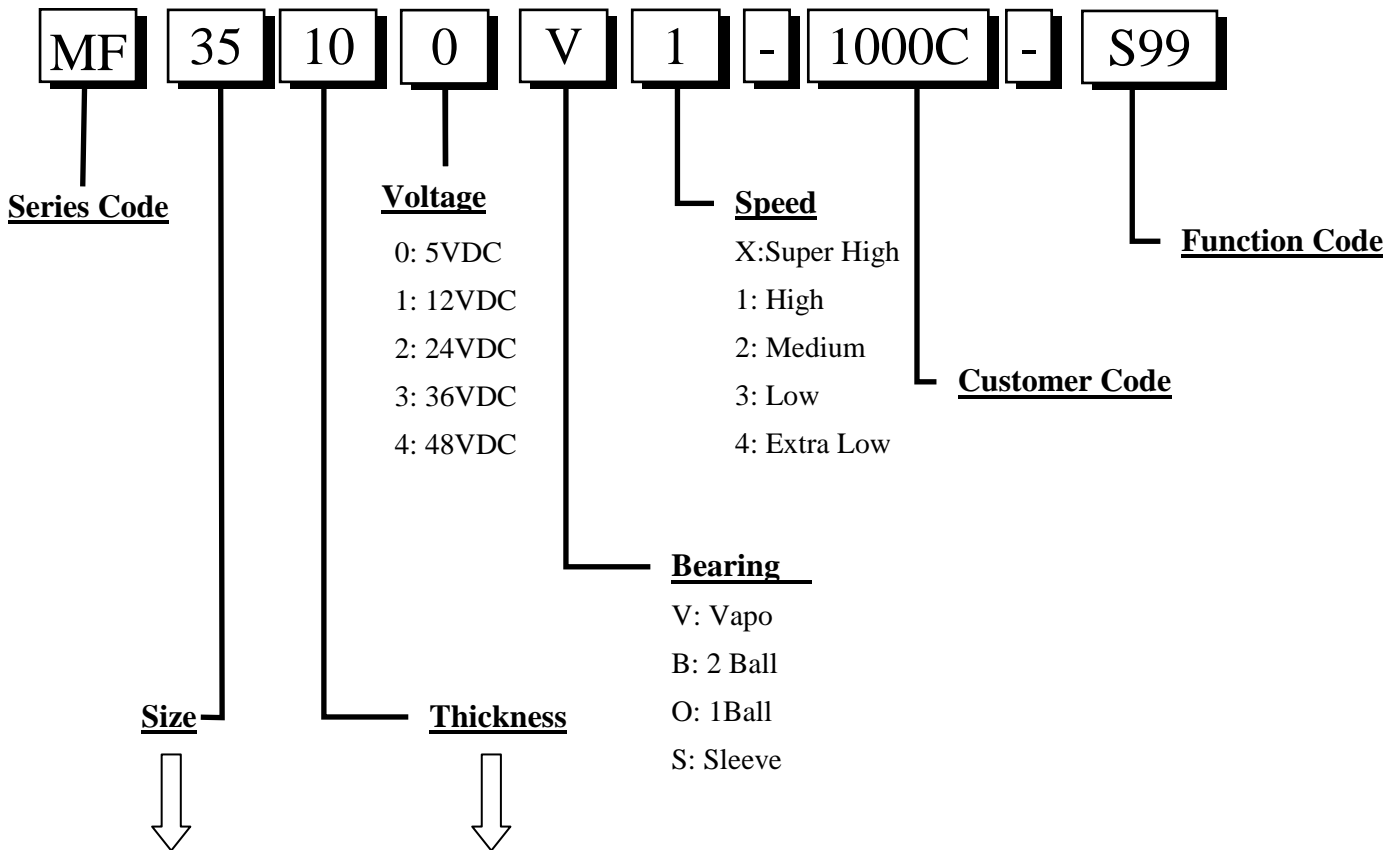 MF 35 10 0 V 1 - 1000C - S99
Series Code
Voltage
0: 5VDC
1: 12VDC
2: 24VDC
3: 36VDC
4: 48VDC
Speed
X:Super High
1: High
2: Medium
3: Low
4: Extra Low
Function Code
Customer Code
Bearing
V: Vapo
B: 2 Ball
O: 1Ball
S: Sleeve
Size
Thickness